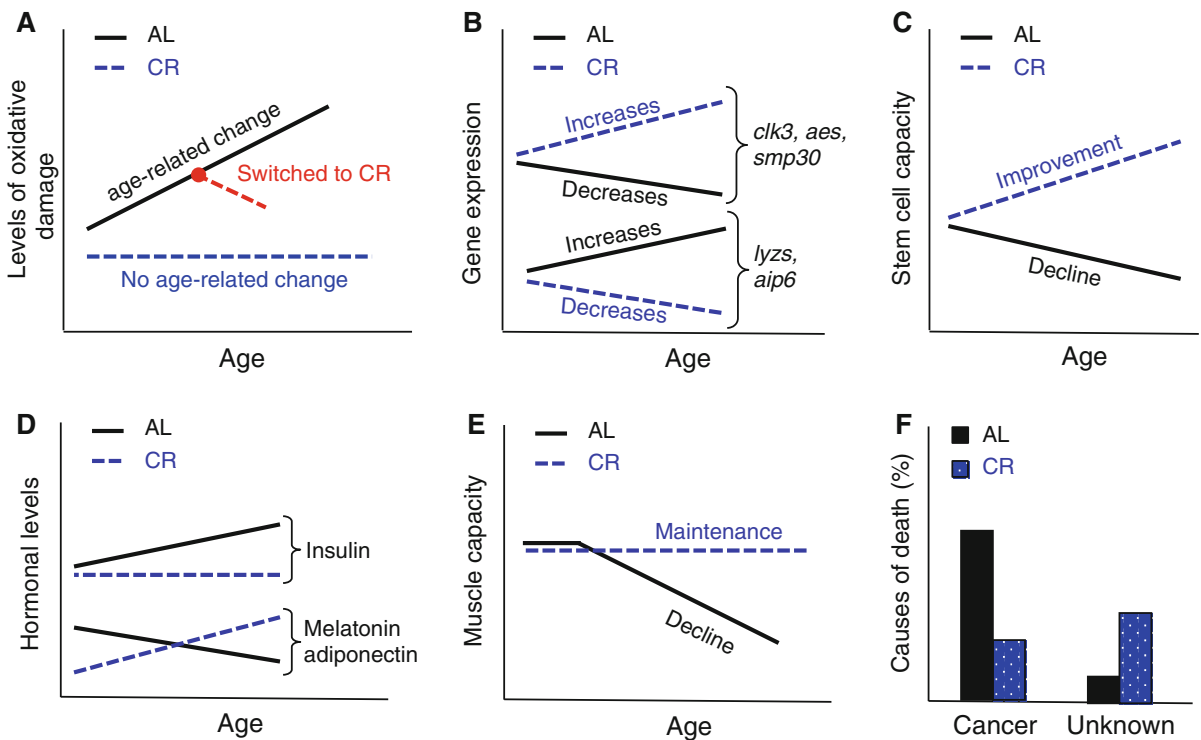 A
AL
CR
Levels of oxidative
damage
age-related change
Switched to CR
No age-related change
Age
B
AL
CR
Gene expression
Increases
Decreases
clk3, aes,
smp30
Increases
Decreases
lyzs,
aip6
Age
C
AL
CR
Stem cell capacity
Improvement
Decline
Age
D
AL
CR
Hormonal levels
Insulin
Melatonin
adiponectin
Age
E
AL
CR
Muscle capacity
Maintenance
Decline
Age
F
AL
CR
Causes of death (%)
Cancer
Unknown